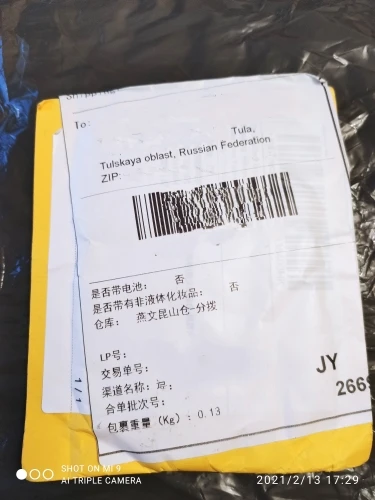 To:
Tula,
Tulskaya oblast, Russian Federation
ZIP:
是否带电池： 否
是否带有非液体化妆品： 否
仓库： 燕文昆山仓-分拨
LP号：
交易单号：
渠道名称：
合单批次号：
包裹重量（Kg）：0.13
1/1
JY
266
SHOT ON MI 9
AI TRIPLE CAMERA
2021/2/13 17:29